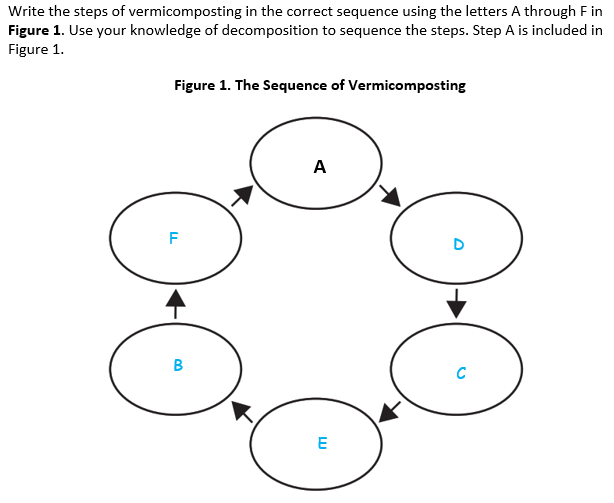 Write the steps of vermicomposting in the correct sequence using the letters A through F in
Figure 1. Use your knowledge of decomposition to sequence the steps. Step A is included in
Figure 1.
Figure 1. The Sequence of Vermicomposting
A
F
D
B
C
E